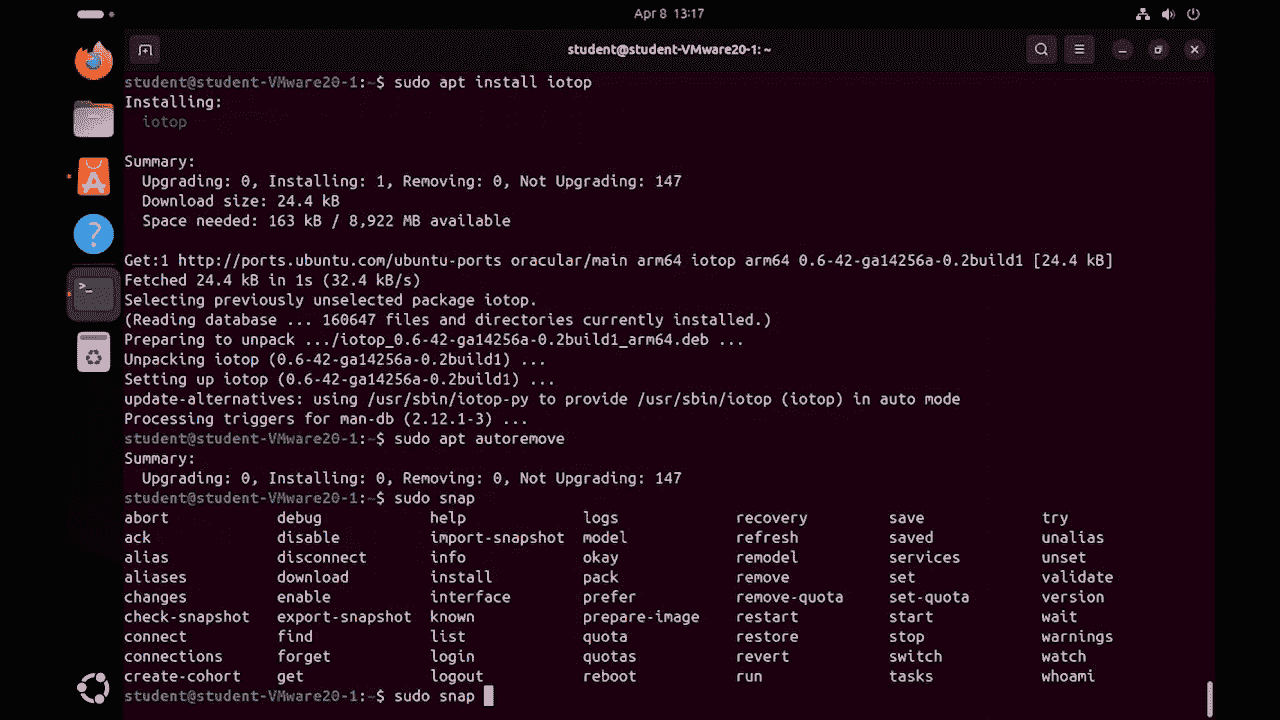 Apr 8 13:17
student@student-VMware20-1: ~
student@student-VMware20-1:~$ sudo apt install iotop
Installing:
  iotop

Summary:
  Upgrading: 0, Installing: 1, Removing: 0, Not Upgrading: 147
  Download size: 24.4 kB
  Space needed: 163 kB / 8,922 MB available

Get:1 http://ports.ubuntu.com/ubuntu-ports oracular/main arm64 iotop arm64 0.6-42-ga14256a-0.2build1 [24.4 kB]
Fetched 24.4 kB in 1s (32.4 kB/s)
Selecting previously unselected package iotop.
(Reading database ... 160647 files and directories currently installed.)
Preparing to unpack .../iotop_0.6-42-ga14256a-0.2build1_arm64.deb ...
Unpacking iotop (0.6-42-ga14256a-0.2build1) ...
Setting up iotop (0.6-42-ga14256a-0.2build1) ...
update-alternatives: using /usr/sbin/iotop-py to provide /usr/sbin/iotop (iotop) in auto mode
Processing triggers for man-db (2.12.1-3) ...
student@student-VMware20-1:~$ sudo apt autoremove
Summary:
  Upgrading: 0, Installing: 0, Removing: 0, Not Upgrading: 147
student@student-VMware20-1:~$ sudo snap
abort debug help logs recovery save try
ack disable import-snapshot model refresh saved unalias
alias disconnect info okay remodel services unset
aliases download install pack remove set validate
changes enable interface prefer remove-quota set-quota version
check-snapshot export-snapshot known prepare-image restart start wait
connect find list quota restore stop warnings
connections forget login quotas revert switch watch
create-cohort get logout reboot run tasks whoami
student@student-VMware20-1:~$ sudo snap